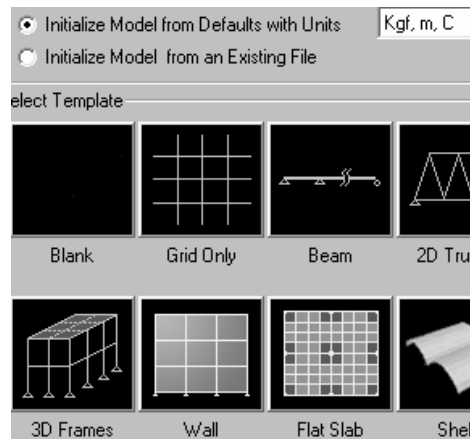 Initialize Model from Defaults with Units Kgf, m, C
Initialize Model from an Existing File
elect Template
Blank Grid Only Beam 2D Tru
3D Frames Wall Flat Slab Shel